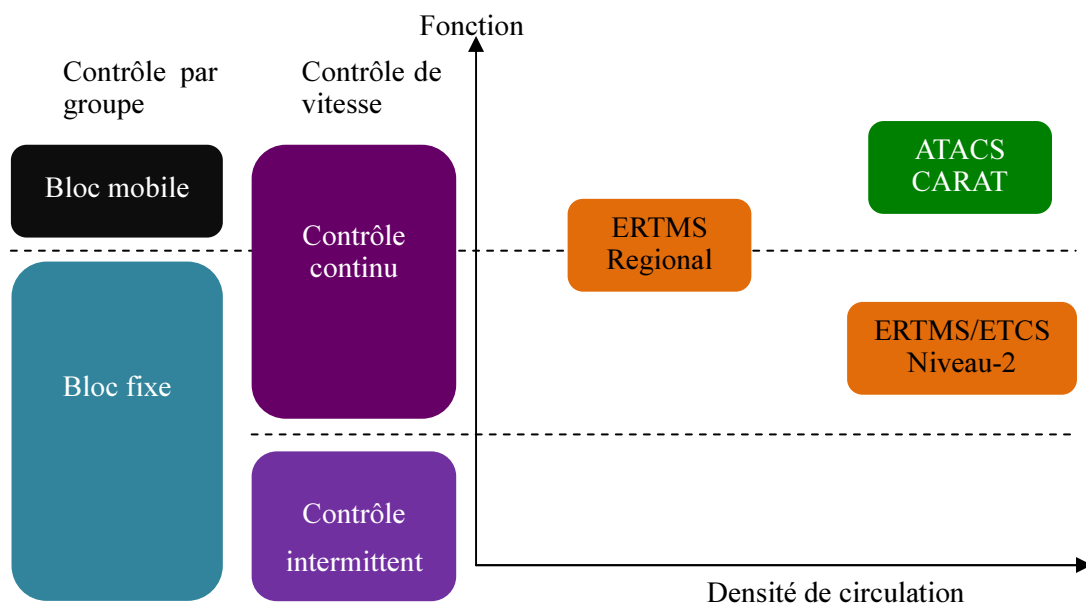 Fonction
Contrôle par
groupe
Contrôle de
vitesse
Bloc mobile
Bloc fixe
Contrôle
continu
Contrôle
intermittent
ERTMS
Regional
ATACS
CARAT
ERTMS/ETCS
Niveau-2
Densité de circulation